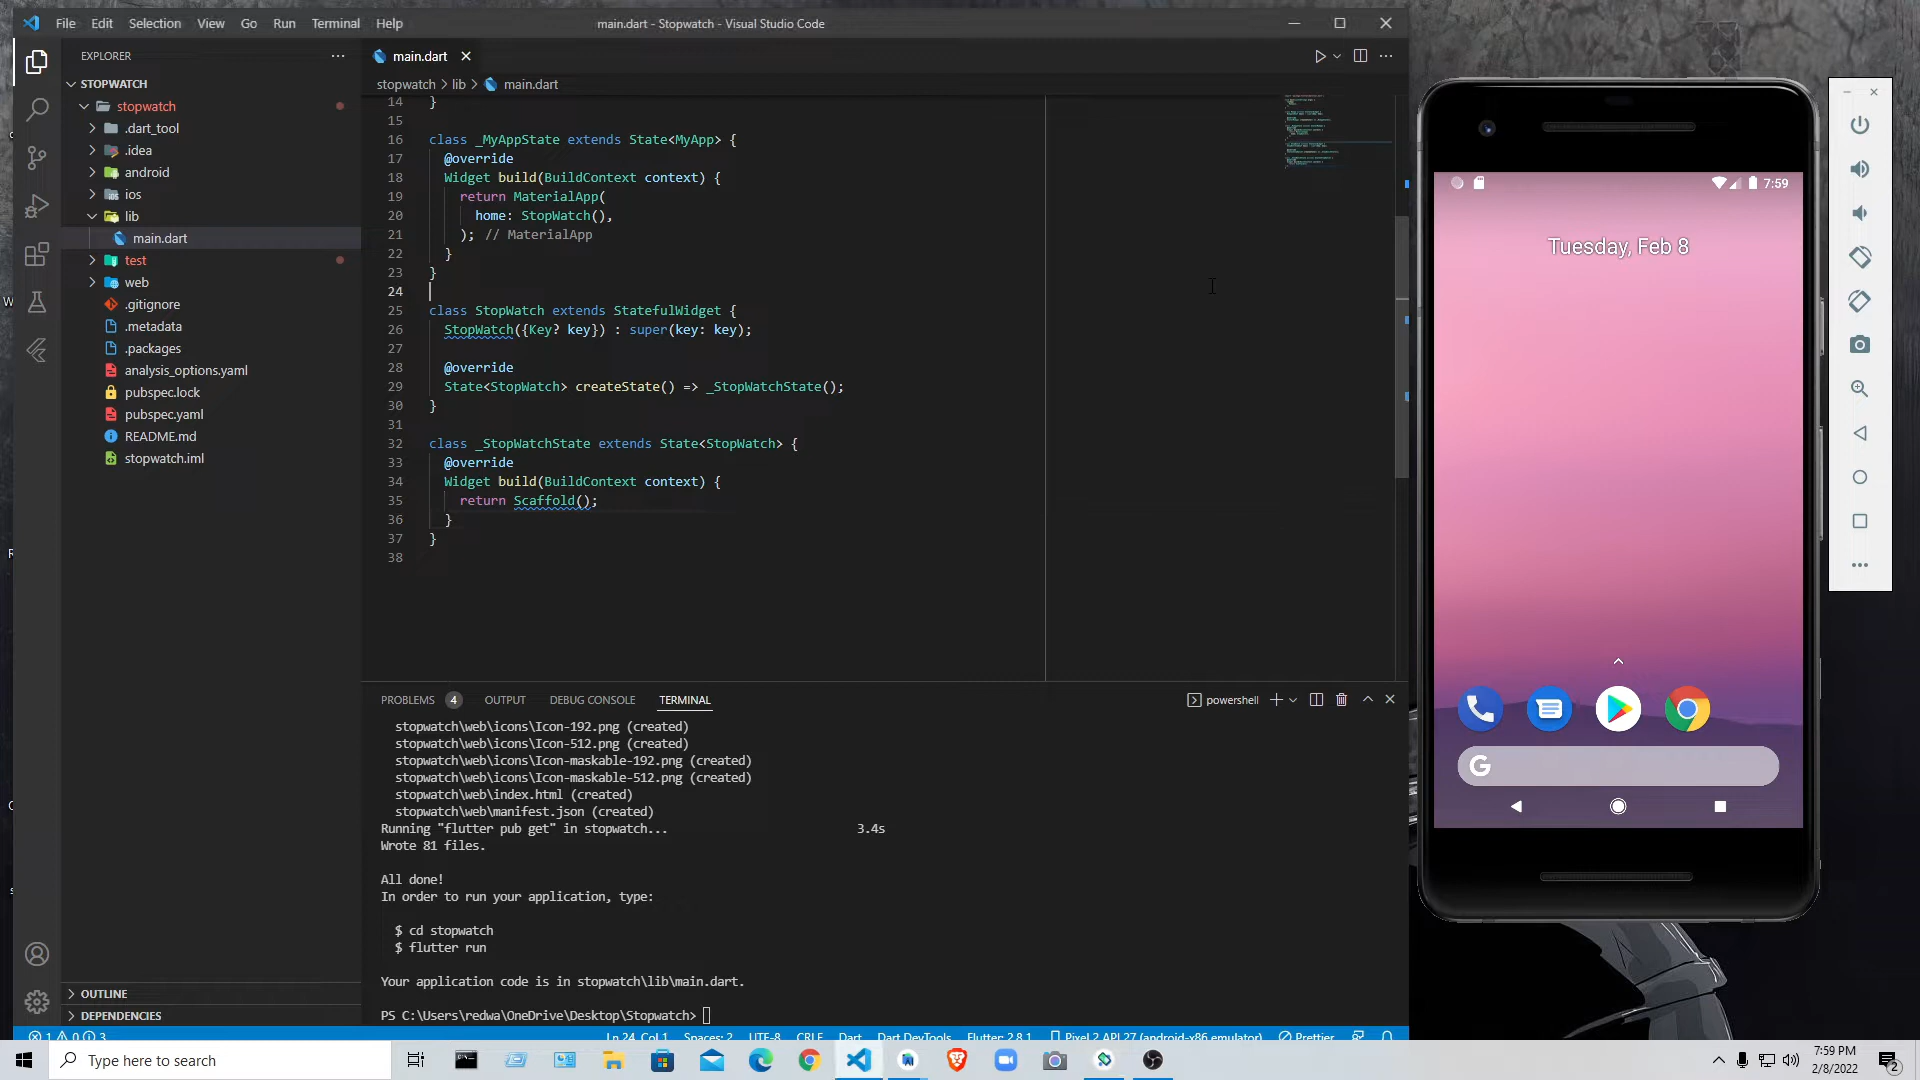 File Edit Selection View Go Run Terminal Help
main.dart - Stopwatch - Visual Studio Code
EXPLORER
STOPWATCH
stopwatch
.dart_tool
.idea
android
ios
lib
main.dart
test
web
.gitignore
.metadata
.packages
analysis_options.yaml
pubspec.lock
pubspec.yaml
README.md
stopwatch.iml
OUTLINE
DEPENDENCIES
main.dart
stopwatch > lib > main.dart
14 }
15
16 class _MyAppState extends State<MyApp> {
17 @override
18 Widget build(BuildContext context) {
19 return MaterialApp(
20 home: StopWatch(),
21 ); // MaterialApp
22 }
23 }
24
25 class StopWatch extends StatefulWidget {
26 StopWatch({Key? key}) : super(key: key);
27
28 @override
29 State<StopWatch> createState() => _StopWatchState();
30 }
31
32 class _StopWatchState extends State<StopWatch> {
33 @override
34 Widget build(BuildContext context) {
35 return Scaffold();
36 }
37 }
38
PROBLEMS 4 OUTPUT DEBUG CONSOLE TERMINAL
powershell
stopwatch\web\icons\Icon-192.png (created)
stopwatch\web\icons\Icon-512.png (created)
stopwatch\web\icons\Icon-maskable-192.png (created)
stopwatch\web\icons\Icon-maskable-512.png (created)
stopwatch\web\index.html (created)
stopwatch\web\manifest.json (created)
Running "flutter pub get" in stopwatch... 3.4s
Wrote 81 files.
All done!
In order to run your application, type:
$ cd stopwatch
$ flutter run
Your application code is in stopwatch\lib\main.dart.
PS C:\Users\redwa\OneDrive\Desktop\Stopwatch>
1 0 3 Ln 24, Col 1 Spaces: 2 UTF-8 CRLF Dart Dart DevTools Flutter: 2.8.1 Pixel 2 API 27 (android-x86 emulator) Prettier
7:59
Tuesday, Feb 8
G
Type here to search
7:59 PM
2/8/2022
2